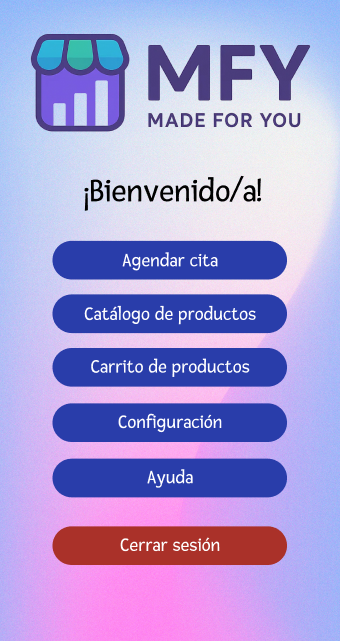 MFY
MADE FOR YOU
¡Bienvenido/a!
Agendar cita
Catálogo de productos
Carrito de productos
Configuración
Ayuda
Cerrar sesión